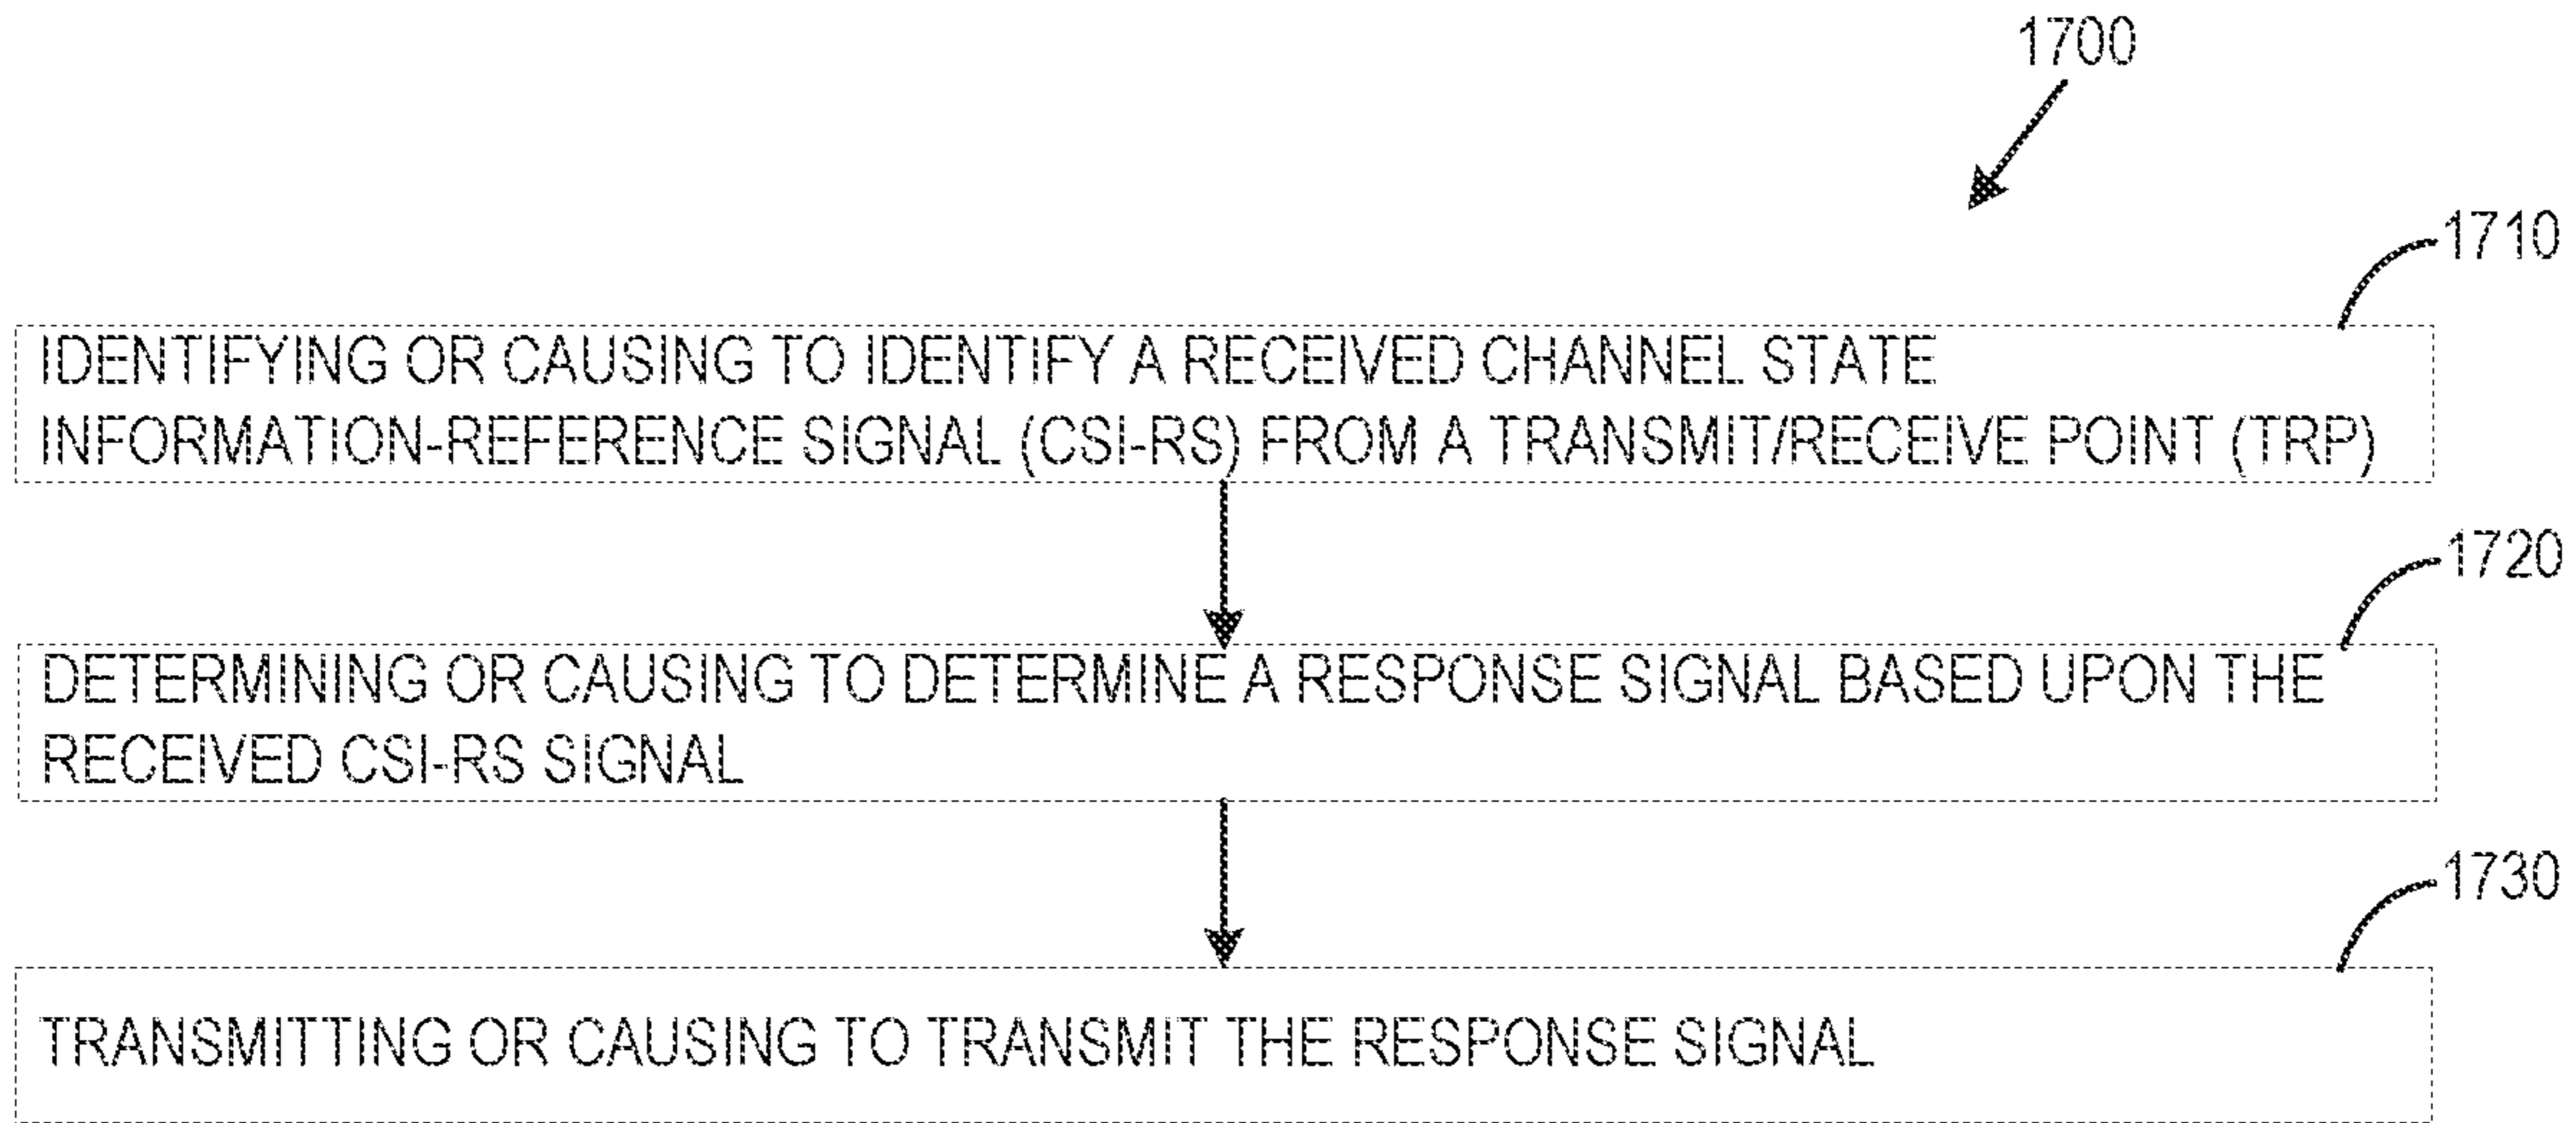 1700
1710
IDENTIFYING OR CAUSING TO IDENTIFY A RECEIVED CHANNEL STATE
INFORMATION-REFERENCE SIGNAL (CSI-RS) FROM A TRANSMIT/RECEIVE POINT (TRP)
1720
DETERMINING OR CAUSING TO DETERMINE A RESPONSE SIGNAL BASED UPON THE
RECEIVED CSI-RS SIGNAL
1730
TRANSMITTING OR CAUSING TO TRANSMIT THE RESPONSE SIGNAL